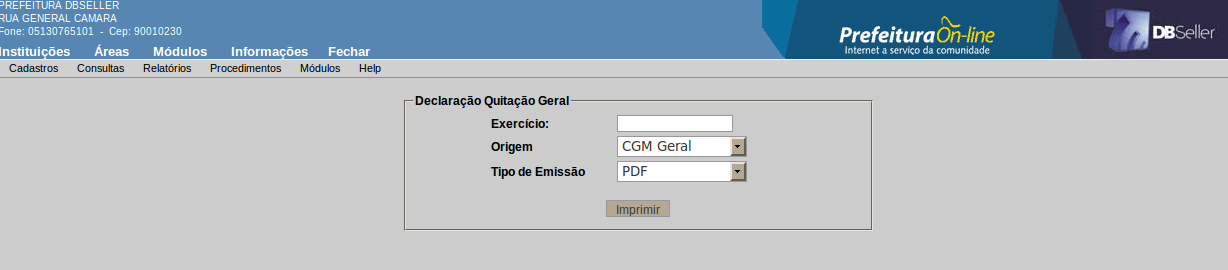 PREFEITURA DBSELLER
RUA GENERAL CAMARA
Fone: 05130765101 - Cep: 90010230
Instituições Áreas Módulos Informações Fechar
Prefeitura On-line
Internet a serviço da comunidade
DBSeller
Cadastros Consultas Relatórios Procedimentos Módulos Help
Declaração Quitação Geral
Exercício:
Origem CGM Geral
Tipo de Emissão PDF
Imprimir